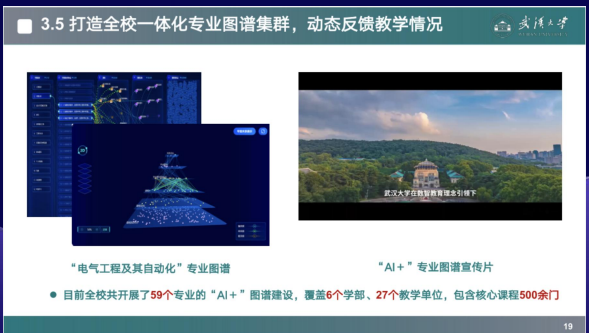 3.5 打造全校一体化专业图谱集群，动态反馈教学情况
武汉大学
武汉大学在数智教育理念引领下
“电气工程及其自动化”专业图谱
“AI＋”专业图谱宣传片
● 目前全校共开展了59个专业的“AI＋”图谱建设，覆盖6个学部、27个教学单位，包含核心课程500余门
19